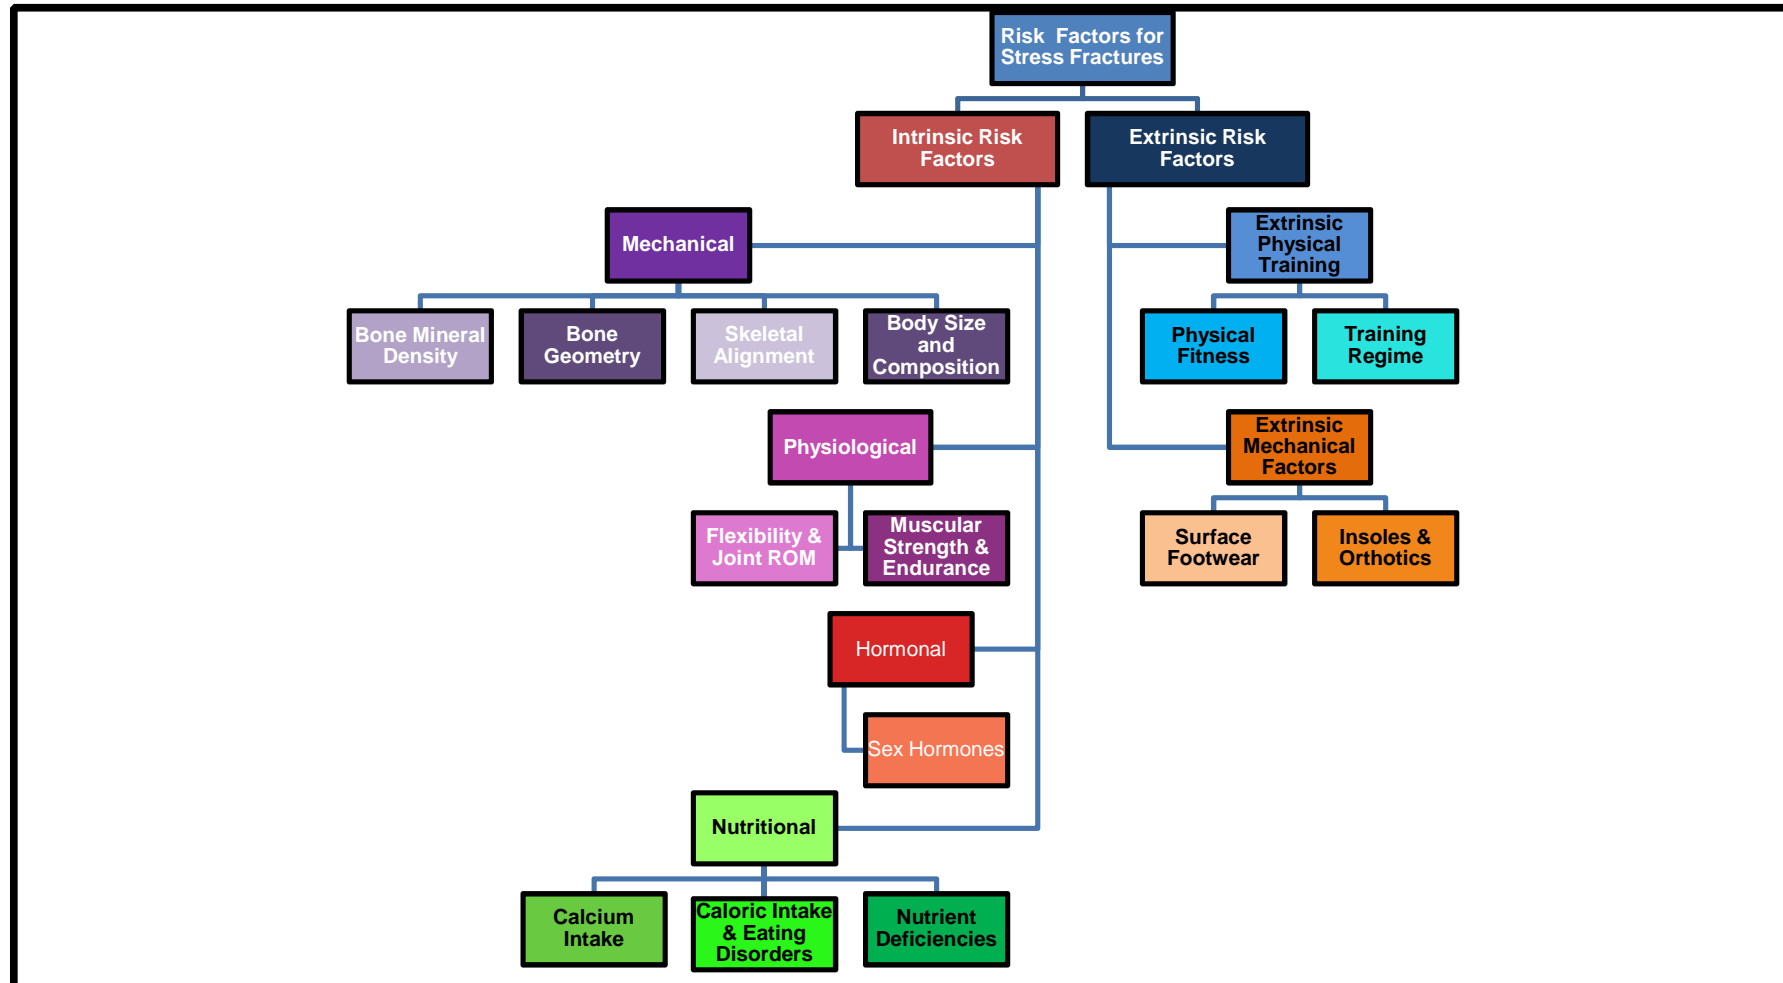 Risk Factors for
Stress Fractures
Intrinsic Risk
Factors
Extrinsic Risk
Factors
Mechanical
Extrinsic
Physical
Training
Bone Mineral
Density
Bone
Geometry
Skeletal
Alignment
Body Size
and
Composition
Physical
Fitness
Training
Regime
Physiological
Extrinsic
Mechanical
Factors
Flexibility &
Joint ROM
Muscular
Strength &
Endurance
Surface
Footwear
Insoles &
Orthotics
Hormonal
Sex Hormones
Nutritional
Calcium
Intake
Caloric Intake
& Eating
Disorders
Nutrient
Deficiencies